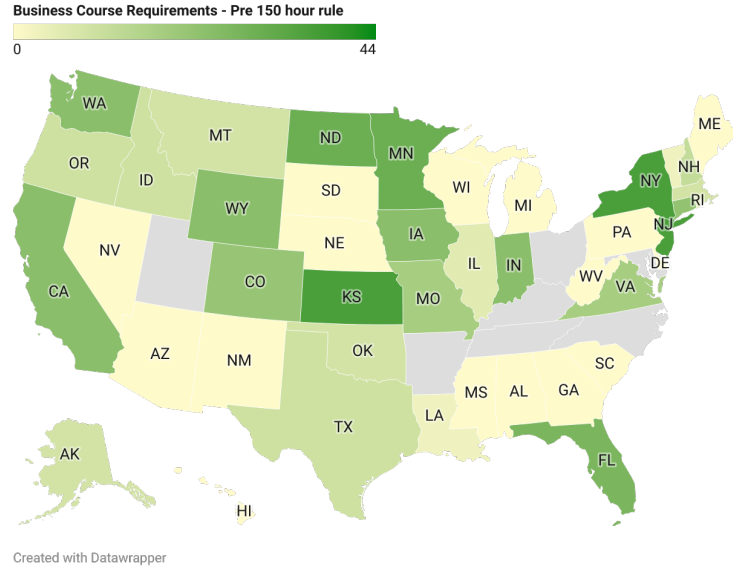 Business Course Requirements - Pre 150 hour rule
0 44
WA
MT
ND
MN
ME
OR
ID
SD
WI
MI
NY
NH
RI
WY
NV
NE
IA
PA
NJ
CA
CO
KS
MO
IL
IN
WV
VA
DE
AZ
NM
OK
SC
MS
AL
GA
TX
LA
AK
FL
HI
Created with Datawrapper